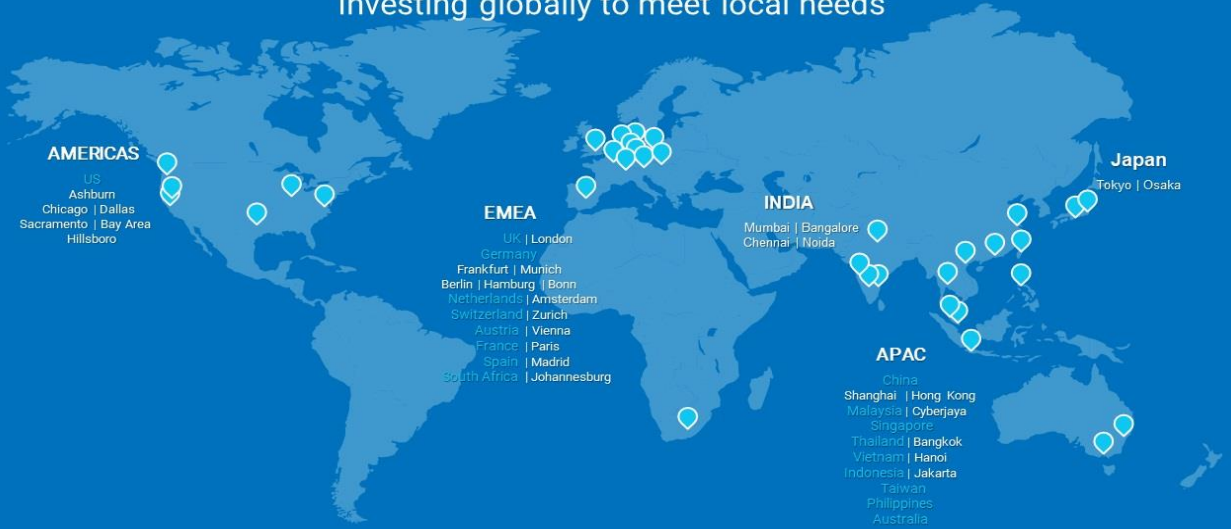 Investing globally to meet local needs
AMERICAS
US
Ashburn
Chicago | Dallas
Sacramento | Bay Area
Hillsboro
EMEA
UK | London
Germany
Frankfurt | Munich
Berlin | Hamburg | Bonn
Netherlands | Amsterdam
Switzerland | Zurich
Austria | Vienna
France | Paris
Spain | Madrid
South Africa | Johannesburg
INDIA
Mumbai | Bangalore
Chennai | Noida
APAC
China
Shanghai | Hong Kong
Malaysia | Cyberjaya
Singapore
Thailand | Bangkok
Vietnam | Hanoi
Indonesia | Jakarta
Taiwan
Philippines
Australia
Japan
Tokyo | Osaka